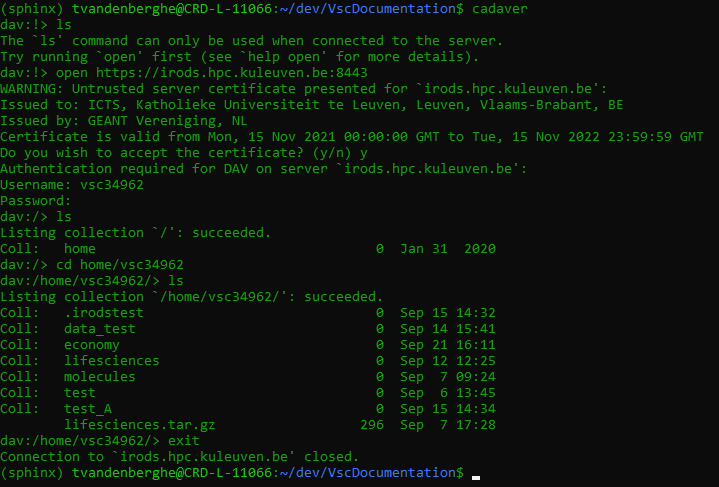 (sphinx) tvandenberghe@CRD-L-11066:~/dev/VscDocumentation$ cadaver
dav:!> ls
The `ls' command can only be used when connected to the server.
Try running `open' first (see `help open' for more details).
dav:!> open https://irods.hpc.kuleuven.be:8443
WARNING: Untrusted server certificate presented for `irods.hpc.kuleuven.be':
Issued to: ICTS, Katholieke Universiteit te Leuven, Leuven, Vlaams-Brabant, BE
Issued by: GEANT Vereniging, NL
Certificate is valid from Mon, 15 Nov 2021 00:00:00 GMT to Tue, 15 Nov 2022 23:59:59 GMT
Do you wish to accept the certificate? (y/n) y
Authentication required for DAV on server `irods.hpc.kuleuven.be':
Username: vsc34962
Password:
dav:/> ls
Listing collection `/': succeeded.
Coll:   home                                   0  Jan 31  2020
dav:/> cd home/vsc34962
dav:/home/vsc34962/> ls
Listing collection `/home/vsc34962/': succeeded.
Coll:   .irodstest                             0  Sep 15 14:32
Coll:   data_test                              0  Sep 14 15:41
Coll:   economy                                0  Sep 21 16:11
Coll:   lifesciences                           0  Sep 12 12:25
Coll:   molecules                              0  Sep  7 09:24
Coll:   test                                   0  Sep  6 13:45
Coll:   test_A                                 0  Sep 15 14:34
        lifesciences.tar.gz                  296  Sep  7 17:28
dav:/home/vsc34962/> exit
Connection to `irods.hpc.kuleuven.be' closed.
(sphinx) tvandenberghe@CRD-L-11066:~/dev/VscDocumentation$